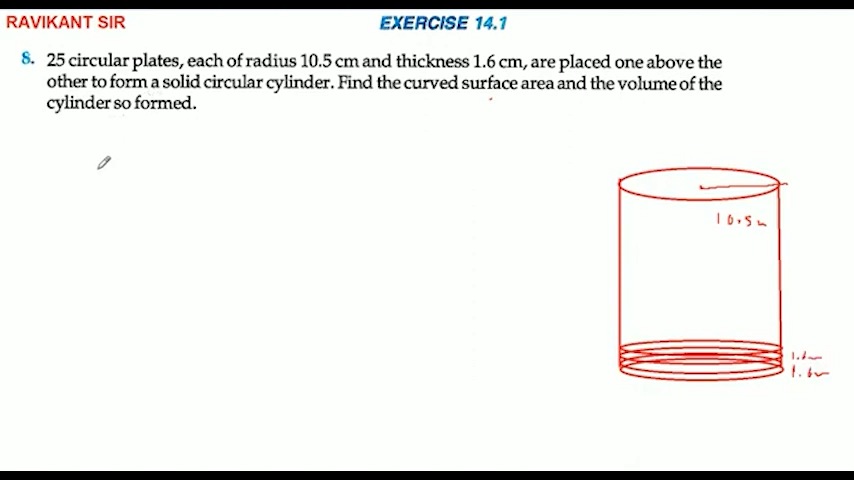 RAVIKANT SIR
EXERCISE 14.1
8. 25 circular plates, each of radius 10.5 cm and thickness 1.6 cm, are placed one above the
other to form a solid circular cylinder. Find the curved surface area and the volume of the
cylinder so formed.
10.5
1.6